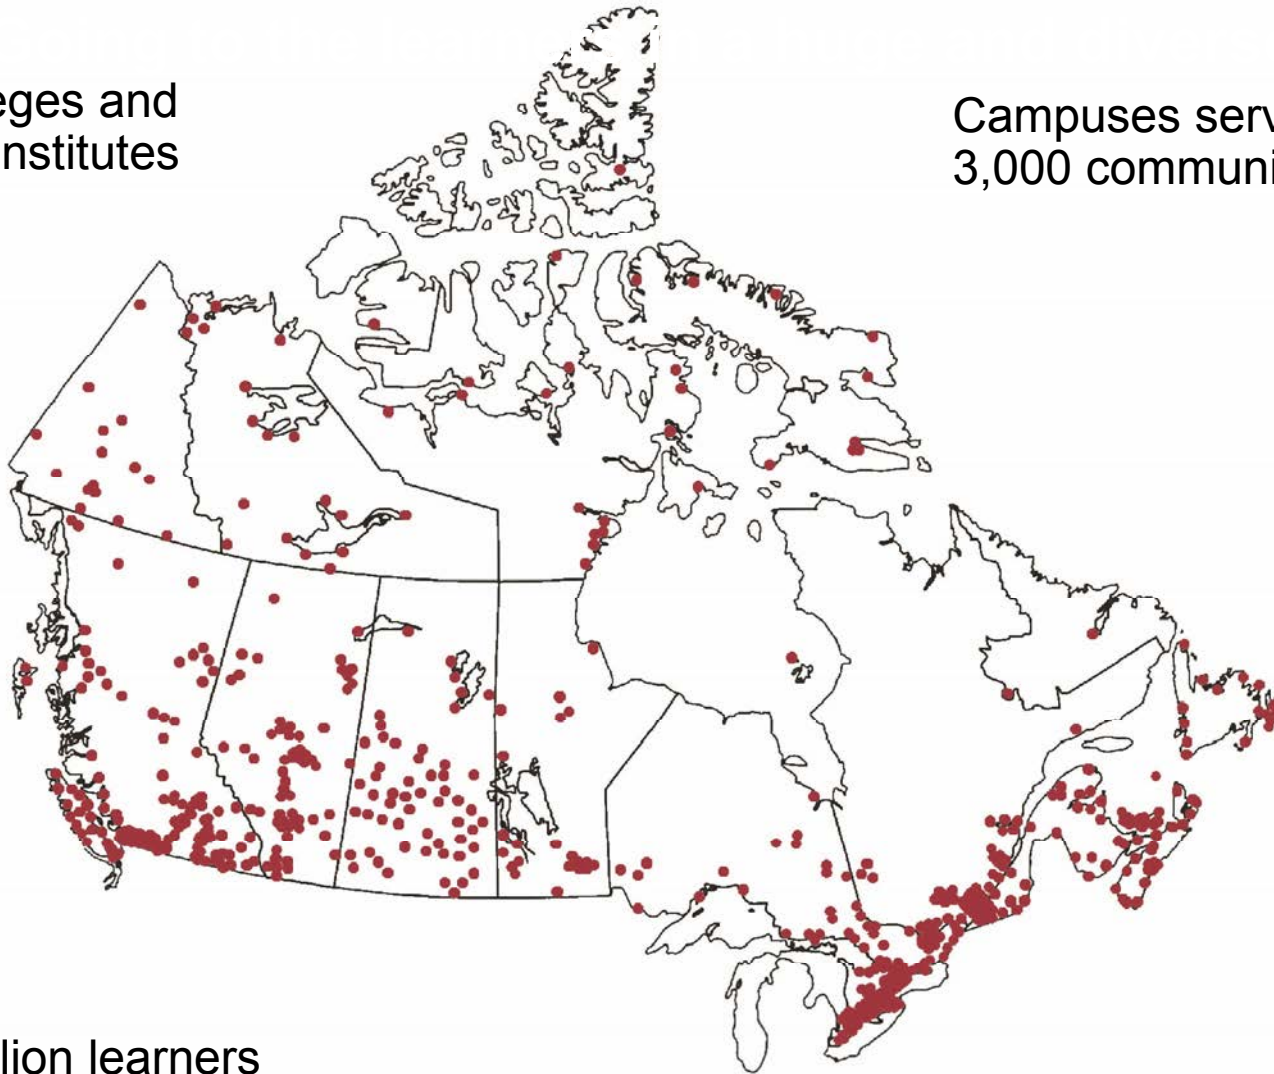 eges and
nstitutes
Campuses serv
3,000 communi
lion learners